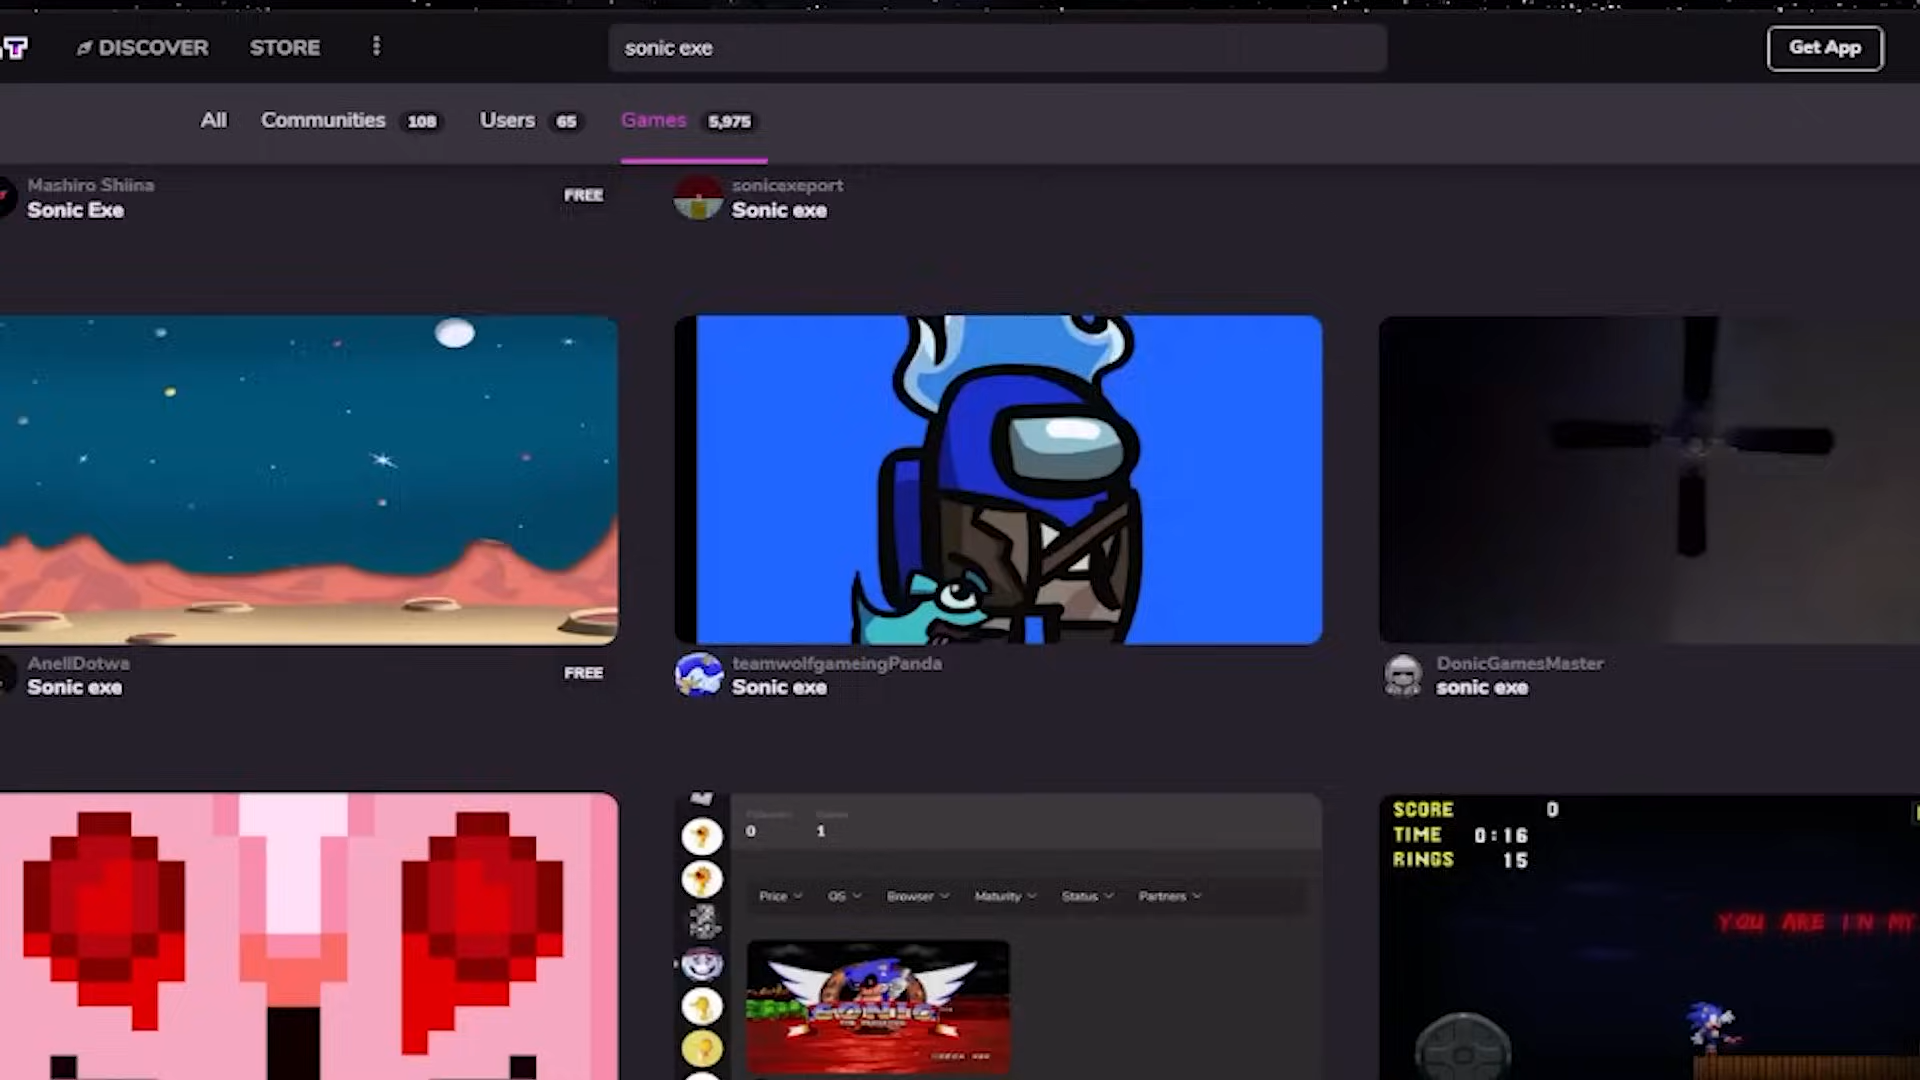 T DISCOVER STORE sonic exe Get App
All Communities 108 Users 65 Games 5,975
Mashiro Shiina
Sonic Exe
FREE
sonicexeport
Sonic exe
AnellDotwa
Sonic exe
FREE
teamwolfgameingPanda
Sonic exe
DonicGamesMaster
sonic exe
0 1
Price OS Browser Maturity Status Partners
SONIC
SCORE 0
TIME 0:16
RINGS 15
YOU ARE IN MY